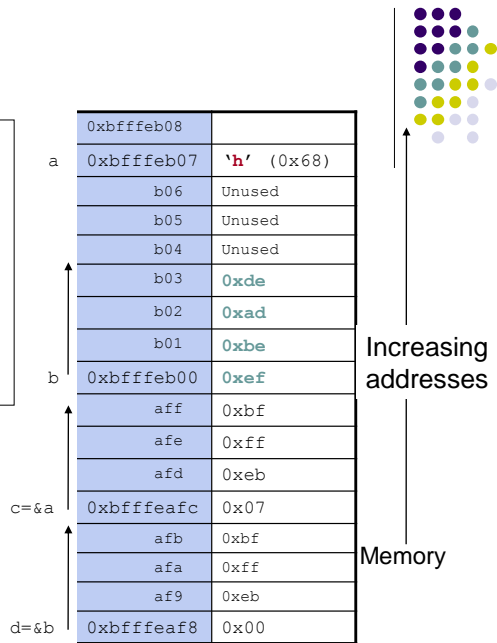 0xbfffeb08
a 0xbfffeb07 ‘h’ (0x68)
b06 Unused
b05 Unused
b04 Unused
b03 0xde
b02 0xad
b01 0xbe
b 0xbfffeb00 0xef
Increasing
addresses
aff 0xbf
afe 0xff
afd 0xeb
c=&a 0xbfffeafc 0x07
afb 0xbf
Memory
afa 0xff
af9 0xeb
d=&b 0xbfffeaf8 0x00